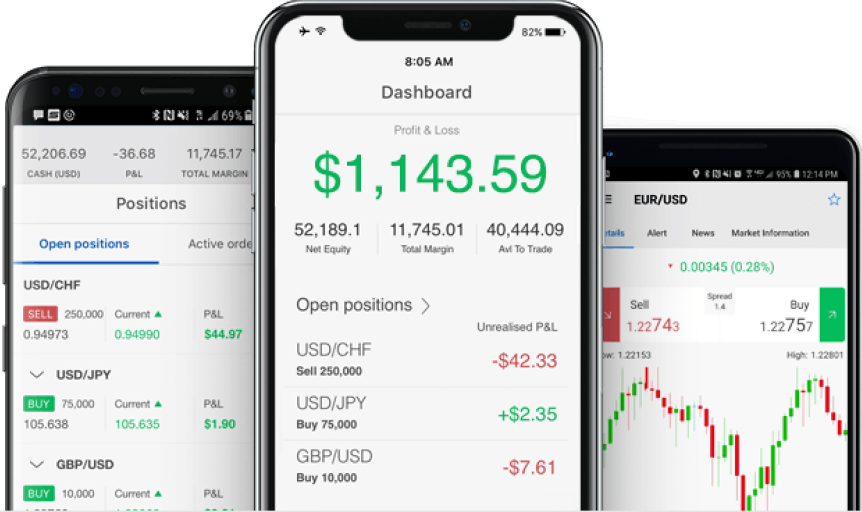 69%
52,206.69 -36.68 11,745.17
CASH (USD) P&L TOTAL MARGIN
Positions
Open positions Active orde
USD/CHF
SELL 250,000 Current P&L
0.94973 0.94990 $44.97
USD/JPY
BUY 75,000 Current P&L
105.638 105.635 $1.90
GBP/USD
BUY 10,000 Current P&L
82%
8:05 AM
Dashboard
Profit & Loss
$1,143.59
52,189.1 11,745.01 40,444.09
Net Equity Total Margin Avl To Trade
Open positions
Unrealised P&L
USD/CHF -$42.33
Sell 250,000
USD/JPY +$2.35
Buy 75,000
GBP/USD -$7.61
Buy 10,000
95% 12:14 PM
EUR/USD
etails Alert News Market Information
0.00345 (0.28%)
Sell Spread Buy
1.22743 1.4 1.22757
ow: 1.22153 High: 1.22801